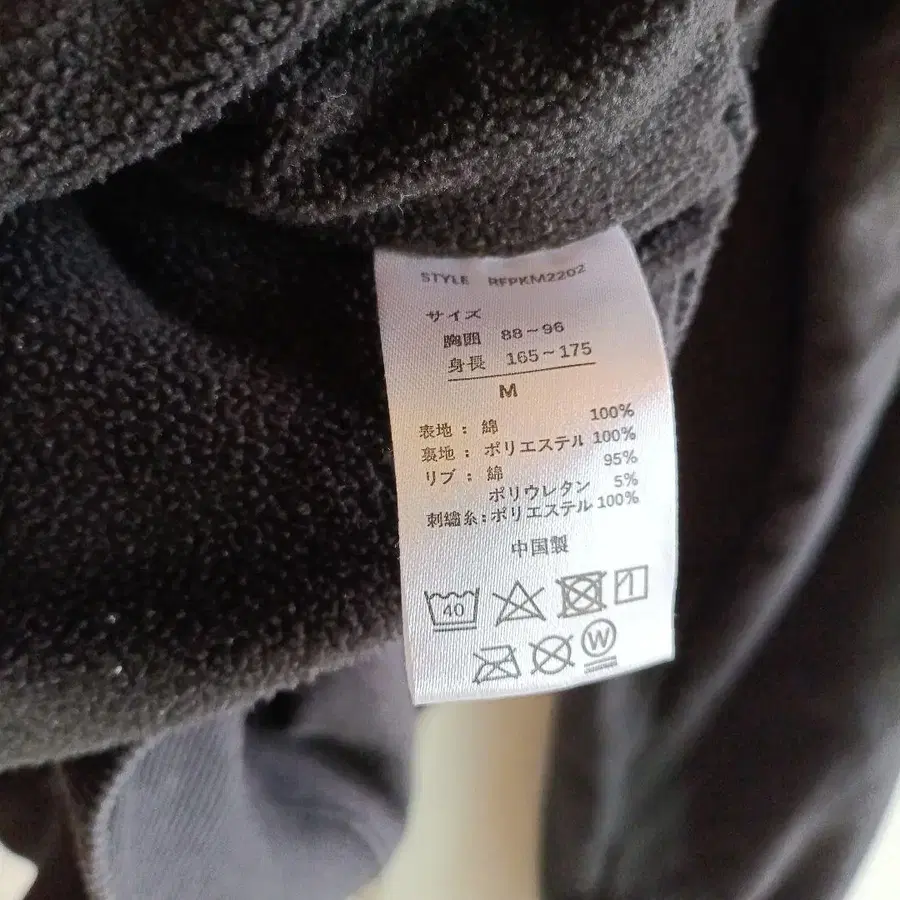 STYLE RFPKM2202
サイズ
胸囲 88~96
身長 165~175
M
表地 : 綿 100%
裏地 : ポリエステル 100%
リブ : 綿 95%
ポリウレタン 5%
刺繍糸:ポリエステル 100%
中国製
40
W